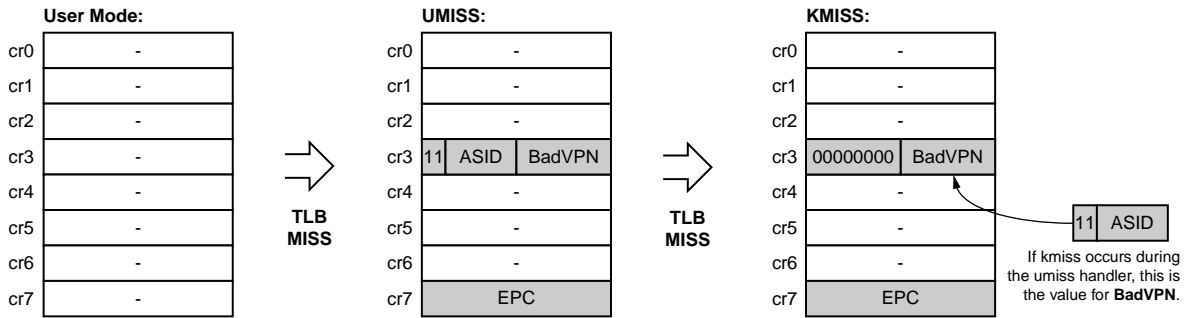 User Mode: UMISS: KMISS:
cr0 - cr0 - cr0 -
cr1 - cr1 - cr1 -
cr2 - cr2 - cr2 -
cr3 - cr3 11 ASID BadVPN cr3 00000000 BadVPN
cr4 - cr4 - cr4 -
TLB MISS TLB MISS
cr5 - cr5 - cr5 - 11 ASID
cr6 - cr6 - cr6 -
cr7 - cr7 EPC cr7 EPC
If kmiss occurs during
the umiss handler, this is
the value for BadVPN.